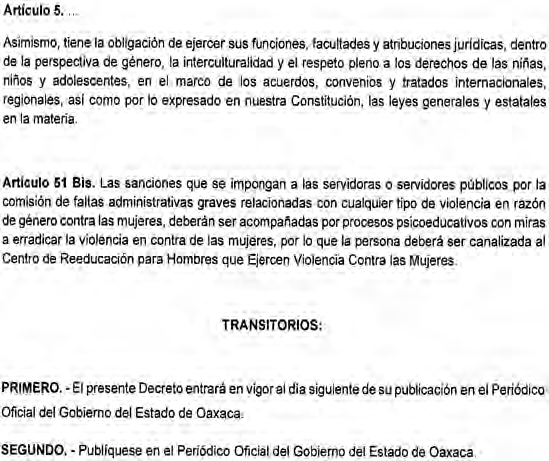 Artículo 5. ...
Asimismo, tiene la obligación de ejercer sus funciones, facultades y atribuciones jurídicas, dentro
de la perspectiva de género, la interculturalidad y el respeto pleno a los derechos de las niñas,
niños y adolescentes, en el marco de los acuerdos, convenios y tratados internacionales,
regionales, así como por lo expresado en nuestra Constitución, las leyes generales y estatales
en la materia.
Artículo 51 Bis. Las sanciones que se impongan a las servidoras o servidores públicos por la
comisión de faltas administrativas graves relacionadas con cualquier tipo de violencia en razón
de género contra las mujeres, deberán ser acompañadas por procesos psicoeducativos con miras
a erradicar la violencia en contra de las mujeres, por lo que la persona deberá ser canalizada al
Centro de Reeducación para Hombres que Ejercen Violencia Contra las Mujeres.
TRANSITORIOS:
PRIMERO. - El presente Decreto entrará en vigor al día siguiente de su publicación en el Periódico
Oficial del Gobierno del Estado de Oaxaca.
SEGUNDO. - Publíquese en el Periódico Oficial del Gobierno del Estado de Oaxaca.